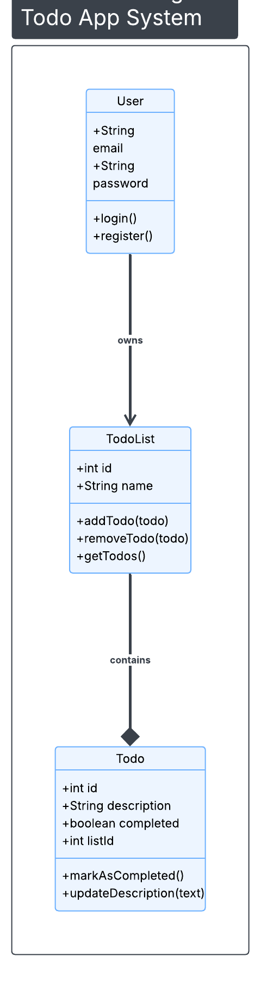 Todo App System
User
+String
email
+String
password
+login()
+register()
owns
TodoList
+int id
+String name
+addTodo(todo)
+removeTodo(todo)
+getTodos()
contains
Todo
+int id
+String description
+boolean completed
+int listId
+markAsCompleted()
+updateDescription(text)